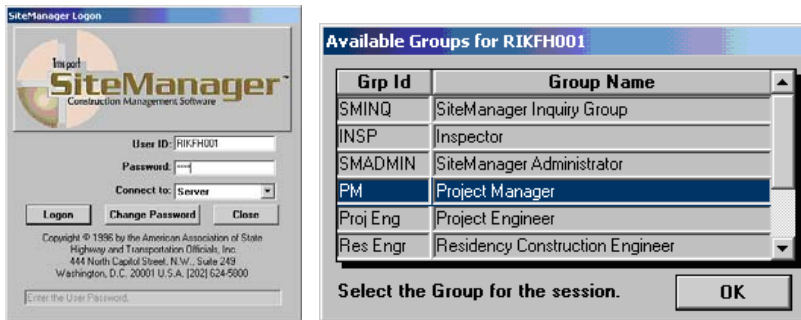 SiteManager Logon
Trns•port
SiteManager™
Construction Management Software
User ID: RIKFH001
Password: ****
Connect to: Server
Logon Change Password Close
Copyright © 1996 by the American Association of State
Highway and Transportation Officials, Inc.
444 North Capitol Street, N.W., Suite 249
Washington, D.C. 20001 U.S.A. (202) 624-5800
Enter the User Password.
Available Groups for RIKFH001
Grp Id Group Name
SMINQ SiteManager Inquiry Group
INSP Inspector
SMADMIN SiteManager Administrator
PM Project Manager
Proj Eng Project Engineer
Res Engr Residency Construction Engineer
Select the Group for the session. OK